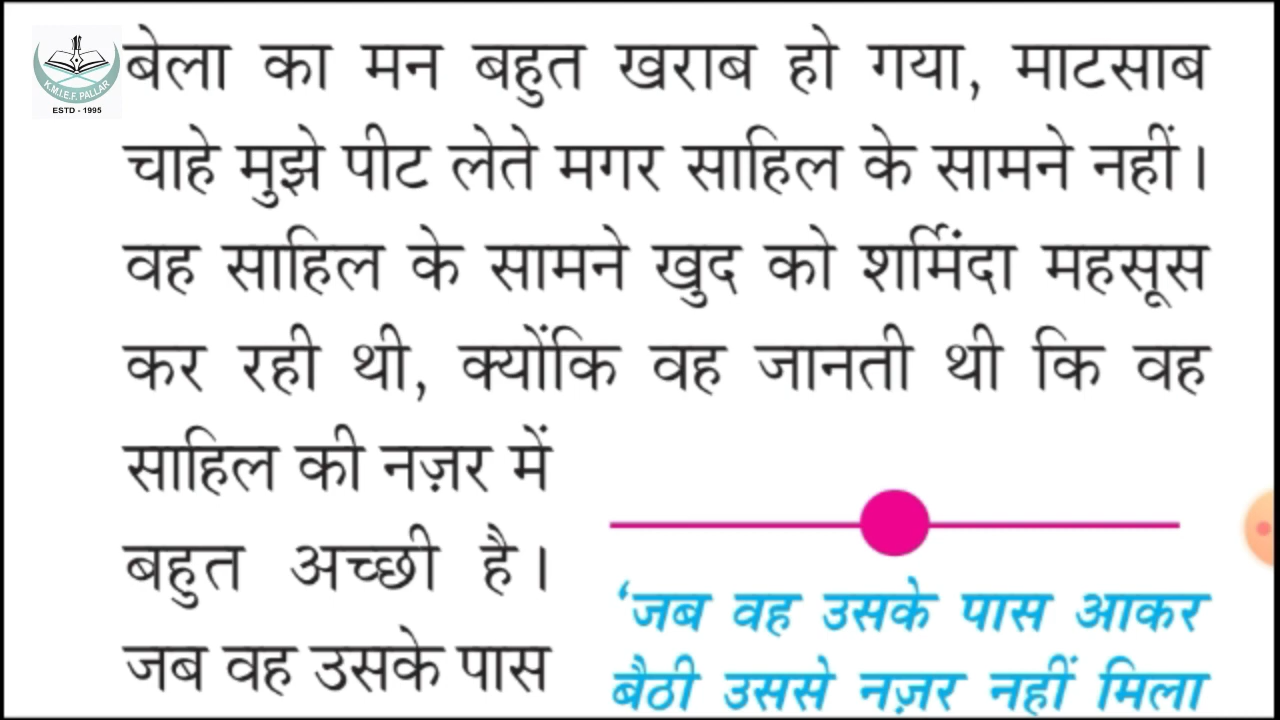 K.M.I.E.F. PALLAR
ESTD - 1995
बेला का मन बहुत खराब हो गया, माटसाब
चाहे मुझे पीट लेते मगर साहिल के सामने नहीं।
वह साहिल के सामने खुद को शर्मिंदा महसूस
कर रही थी, क्योंकि वह जानती थी कि वह
साहिल की नज़र में
बहुत अच्छी है।
जब वह उसके पास
‘जब वह उसके पास आकर
बैठी उससे नज़र नहीं मिला